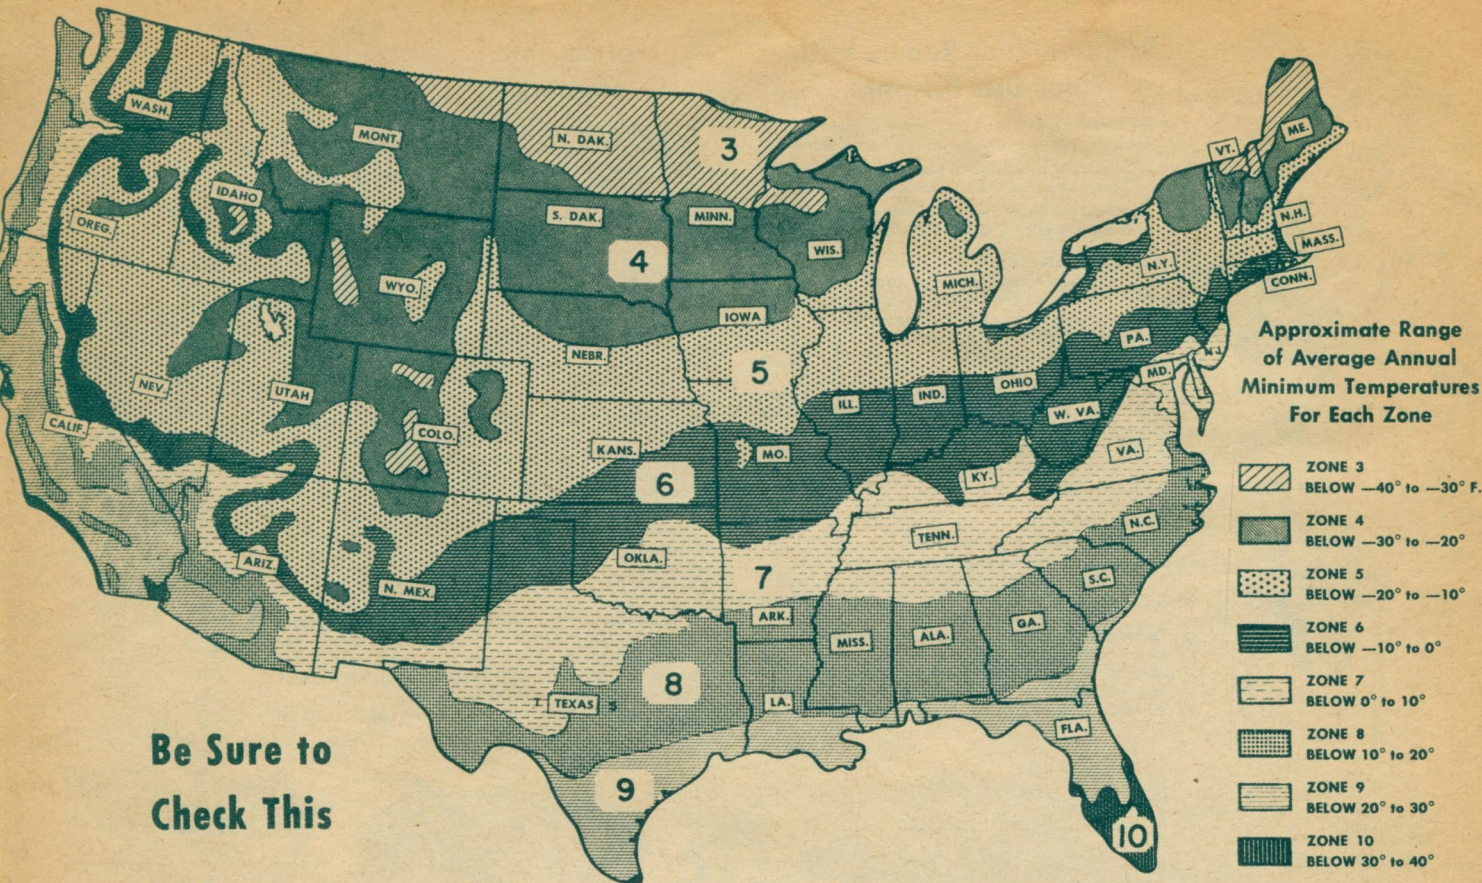 WASH.
MONT
N. DAK.
3
ME.
VT.
IDAHO
OREG.
S. DAK.
MINN.
N.H.
MASS.
WIS.
4
WYO.
MICH.
N.Y.
CONN.
IOWA
NEBR.
5
PA.
N.J.
MD.
NEV.
UTAH
OHIO
IND.
ILL.
W. VA.
CALIF.
COLO.
KANS.
MO.
VA.
6
KY.
N.C.
TENN.
OKLA.
ARIZ.
N. MEX.
7
S.C.
ARK.
GA.
ALA.
MISS.
8
TEXAS
LA.
FLA.
9
10
Be Sure to
Check This
Approximate Range
of Average Annual
Minimum Temperatures
For Each Zone
ZONE 3
BELOW —40° to —30° F.
ZONE 4
BELOW —30° to —20°
ZONE 5
BELOW —20° to —10°
ZONE 6
BELOW —10° to 0°
ZONE 7
BELOW 0° to 10°
ZONE 8
BELOW 10° to 20°
ZONE 9
BELOW 20° to 30°
ZONE 10
BELOW 30° to 40°